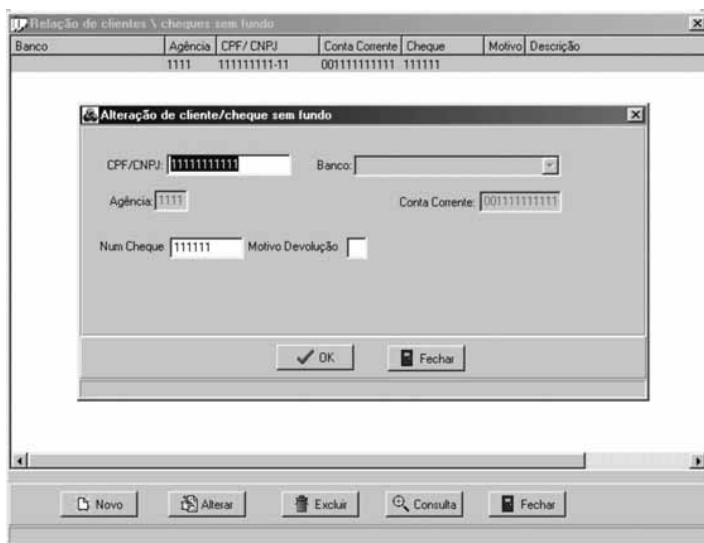 Relação de clientes \ cheques sem fundo
Banco Agência CPF/ CNPJ Conta Corrente Cheque Motivo Descrição
1111 111111111-11 001111111111 111111
Alteração de cliente/cheque sem fundo
CPF/CNPJ: 11111111111 Banco:
Agência: 1111 Conta Corrente: 001111111111
Num Cheque 111111 Motivo Devolução
OK Fechar
Novo Alterar Excluir Consulta Fechar